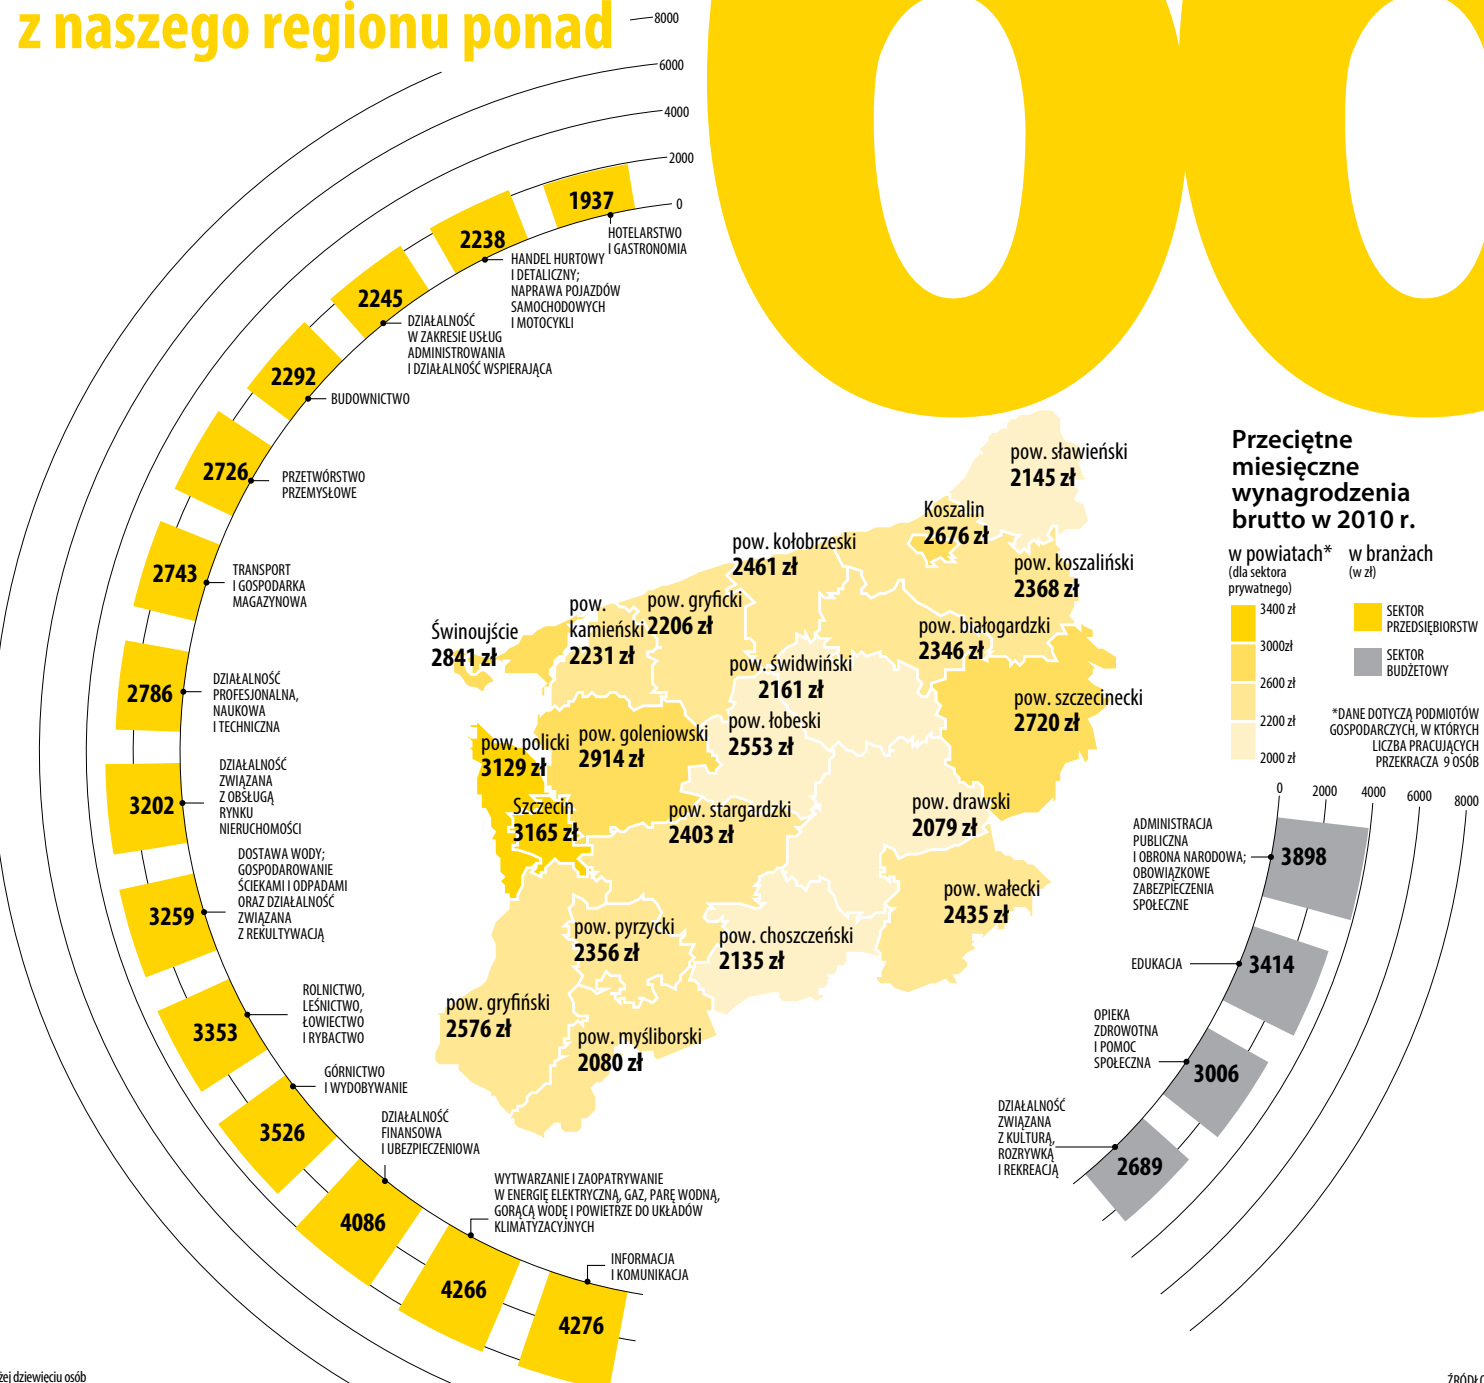 z naszego regionu ponad
00
8000
6000
4000
2000
0
1937
HOTELARSTWO
I GASTRONOMIA
2238
HANDEL HURTOWY
I DETALICZNY;
NAPRAWA POJAZDÓW
SAMOCHODOWYCH
I MOTOCYKLI
2245
DZIAŁALNOŚĆ
W ZAKRESIE USŁUG
ADMINISTROWANIA
I DZIAŁALNOŚĆ WSPIERAJĄCA
2292
BUDOWNICTWO
2726
PRZETWÓRSTWO
PRZEMYSŁOWE
2743
TRANSPORT
I GOSPODARKA
MAGAZYNOWA
2786
DZIAŁALNOŚĆ
PROFESJONALNA,
NAUKOWA
I TECHNICZNA
3202
DZIAŁALNOŚĆ
ZWIĄZANA
Z OBSŁUGĄ
RYNKU
NIERUCHOMOŚCI
3259
DOSTAWA WODY;
GOSPODAROWANIE
ŚCIEKAMI I ODPADAMI
ORAZ DZIAŁALNOŚĆ
ZWIĄZANA
Z REKULTYWACJĄ
3353
ROLNICTWO,
LEŚNICTWO,
ŁOWIECTWO
I RYBACTWO
3526
GÓRNICTWO
I WYDOBYWANIE
4086
DZIAŁALNOŚĆ
FINANSOWA
I UBEZPIECZENIOWA
4266
WYTWARZANIE I ZAOPATRYWANIE
W ENERGIĘ ELEKTRYCZNĄ, GAZ, PARĘ WODNĄ,
GORĄCĄ WODĘ I POWIETRZE DO UKŁADÓW
KLIMATYZACYJNYCH
4276
INFORMACJA
I KOMUNIKACJA
pow. sławieński
2145 zł
Koszalin
2676 zł
pow. kołobrzeski
2461 zł
pow. koszaliński
2368 zł
pow. gryficki
2206 zł
pow.
kamieński
2231 zł
Świnoujście
2841 zł
pow. białogardzki
2346 zł
pow. świdwiński
2161 zł
pow. szczecinecki
2720 zł
pow. łobeski
2553 zł
pow. goleniowski
2914 zł
pow. policki
3129 zł
Szczecin
3165 zł
pow. stargardzki
2403 zł
pow. drawski
2079 zł
pow. wałecki
2435 zł
pow. pyrzycki
2356 zł
pow. choszczeński
2135 zł
pow. gryfiński
2576 zł
pow. myśliborski
2080 zł
Przeciętne
miesięczne
wynagrodzenia
brutto w 2010 r.
w powiatach*
(dla sektora
prywatnego)
3400 zł
3000zł
2600 zł
2200 zł
2000 zł
w branżach
(w zł)
SEKTOR
PRZEDSIĘBIORSTW
SEKTOR
BUDŻETOWY
*DANE DOTYCZĄ PODMIOTÓW
GOSPODARCZYCH, W KTÓRYCH
LICZBA PRACUJĄCYCH
PRZEKRACZA 9 OSÓB
0
2000
4000
6000
8000
ADMINISTRACJA
PUBLICZNA
I OBRONA NARODOWA;
OBOWIĄZKOWE
ZABEZPIECZENIA
SPOŁECZNE
3898
EDUKACJA
3414
OPIEKA
ZDROWOTNA
I POMOC
SPOŁECZNA
3006
DZIAŁALNOŚĆ
ZWIĄZANA
Z KULTURĄ,
ROZRYWKĄ
I REKREACJĄ
2689
żej dziewięciu osób
ŹRÓDŁO